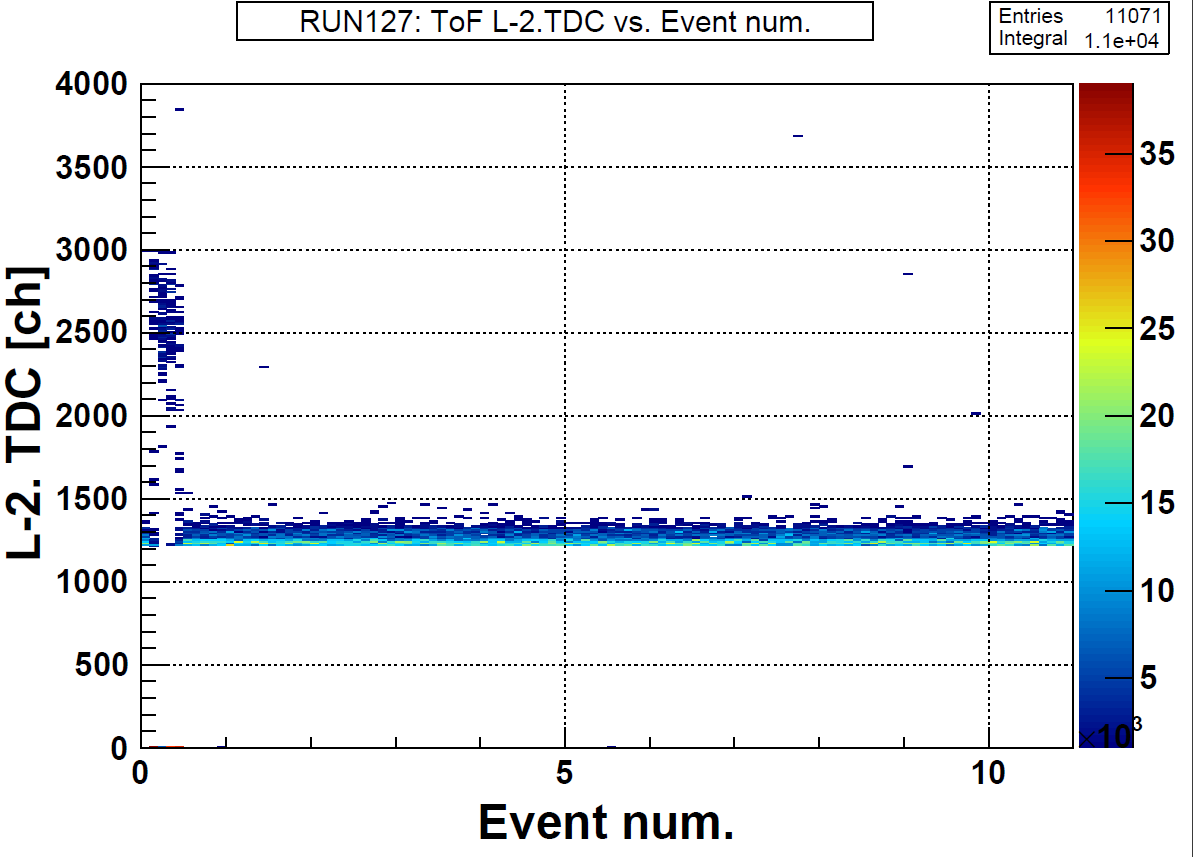 RUN127: ToF L-2.TDC vs. Event num.
Entries 11071
Integral 1.1e+04
L-2. TDC [ch]
4000
3500
3000
2500
2000
1500
1000
500
0
0 5 10
Event num.
35
30
25
20
15
10
5
×10³